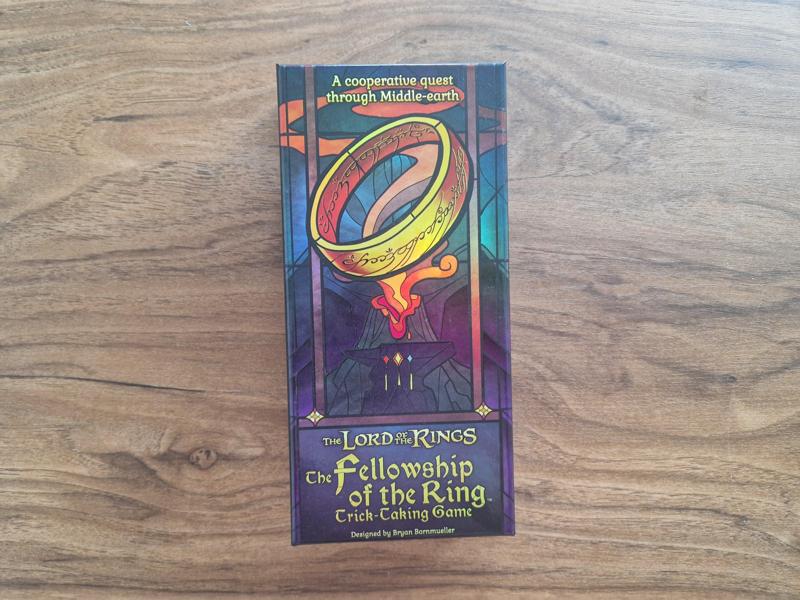 A cooperative quest
through Middle-earth
THE LORD OF THE RINGS
The Fellowship
of the Ring™
Trick-Taking Game
Designed by Bryan Bornmueller